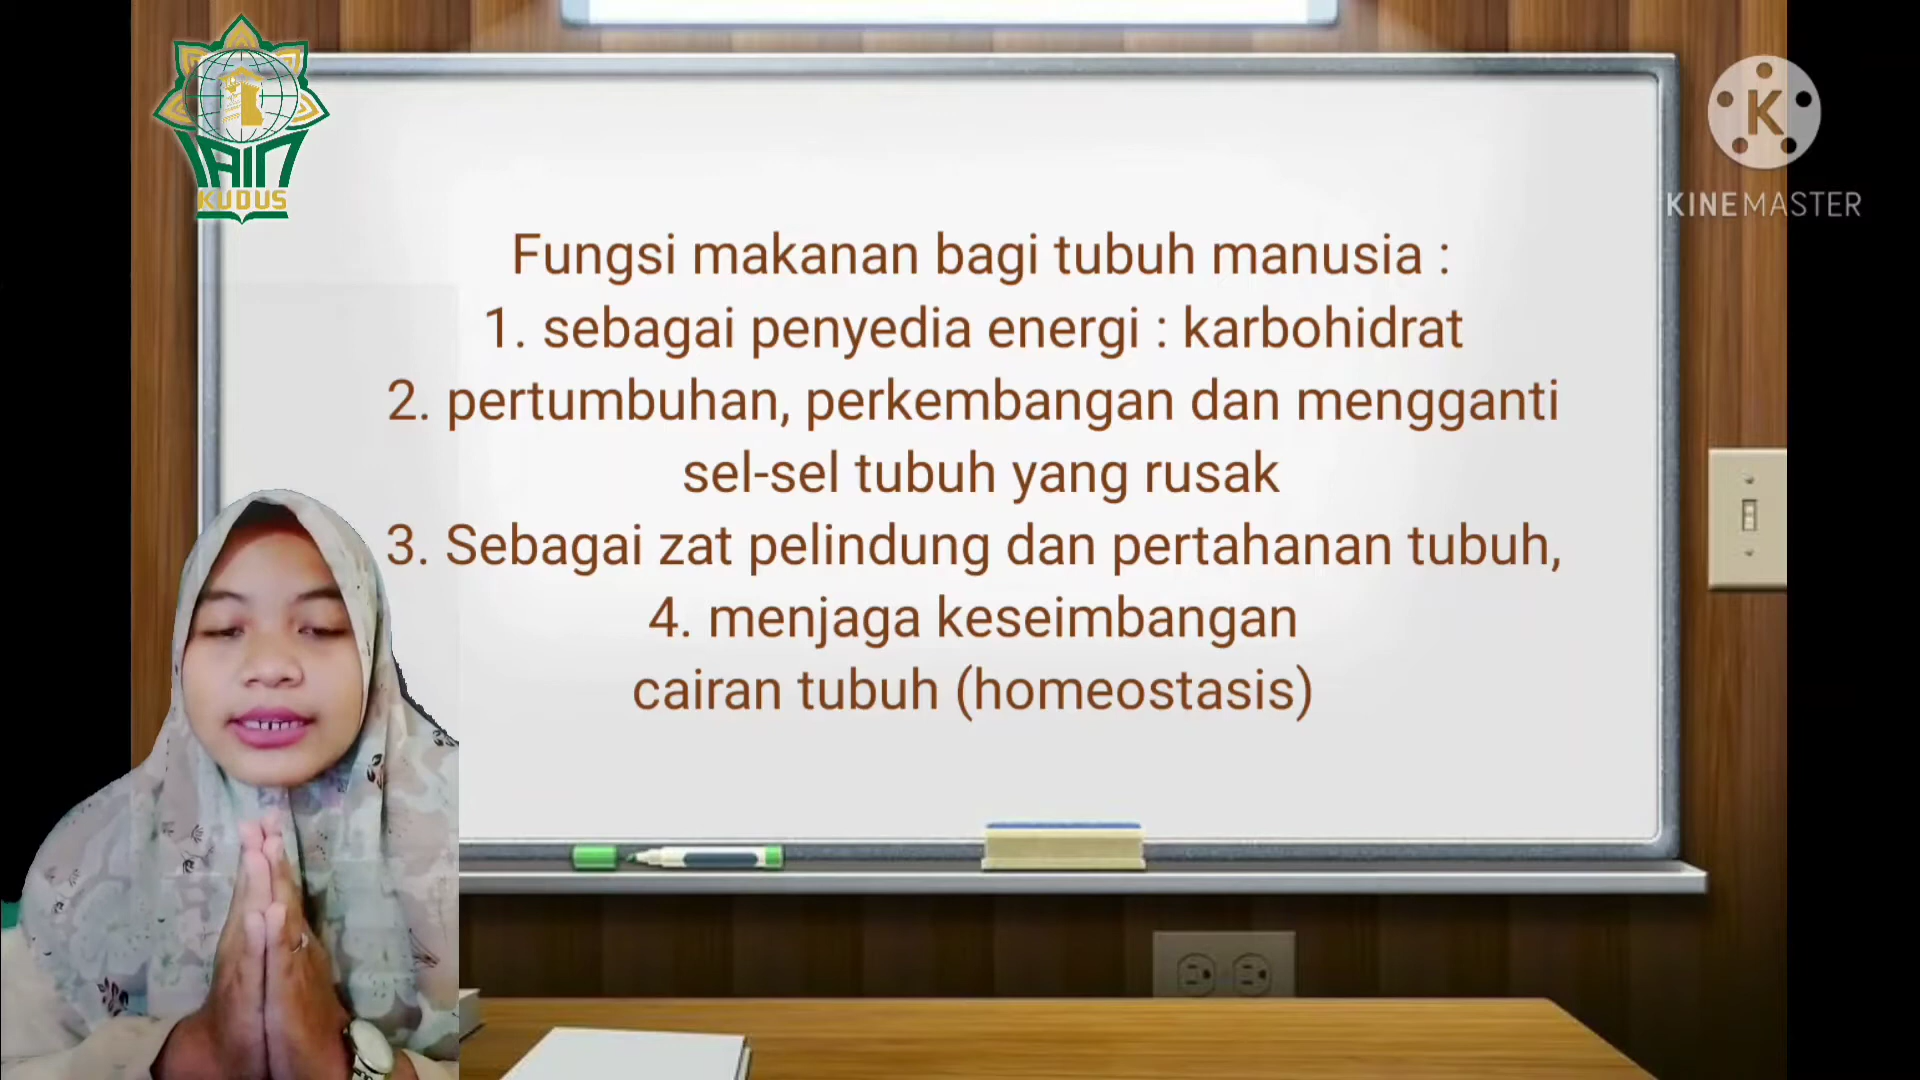 IAIN
KUDUS
K
KINEMASTER
Fungsi makanan bagi tubuh manusia :
1. sebagai penyedia energi : karbohidrat
2. pertumbuhan, perkembangan dan mengganti
sel-sel tubuh yang rusak
3. Sebagai zat pelindung dan pertahanan tubuh,
4. menjaga keseimbangan
cairan tubuh (homeostasis)